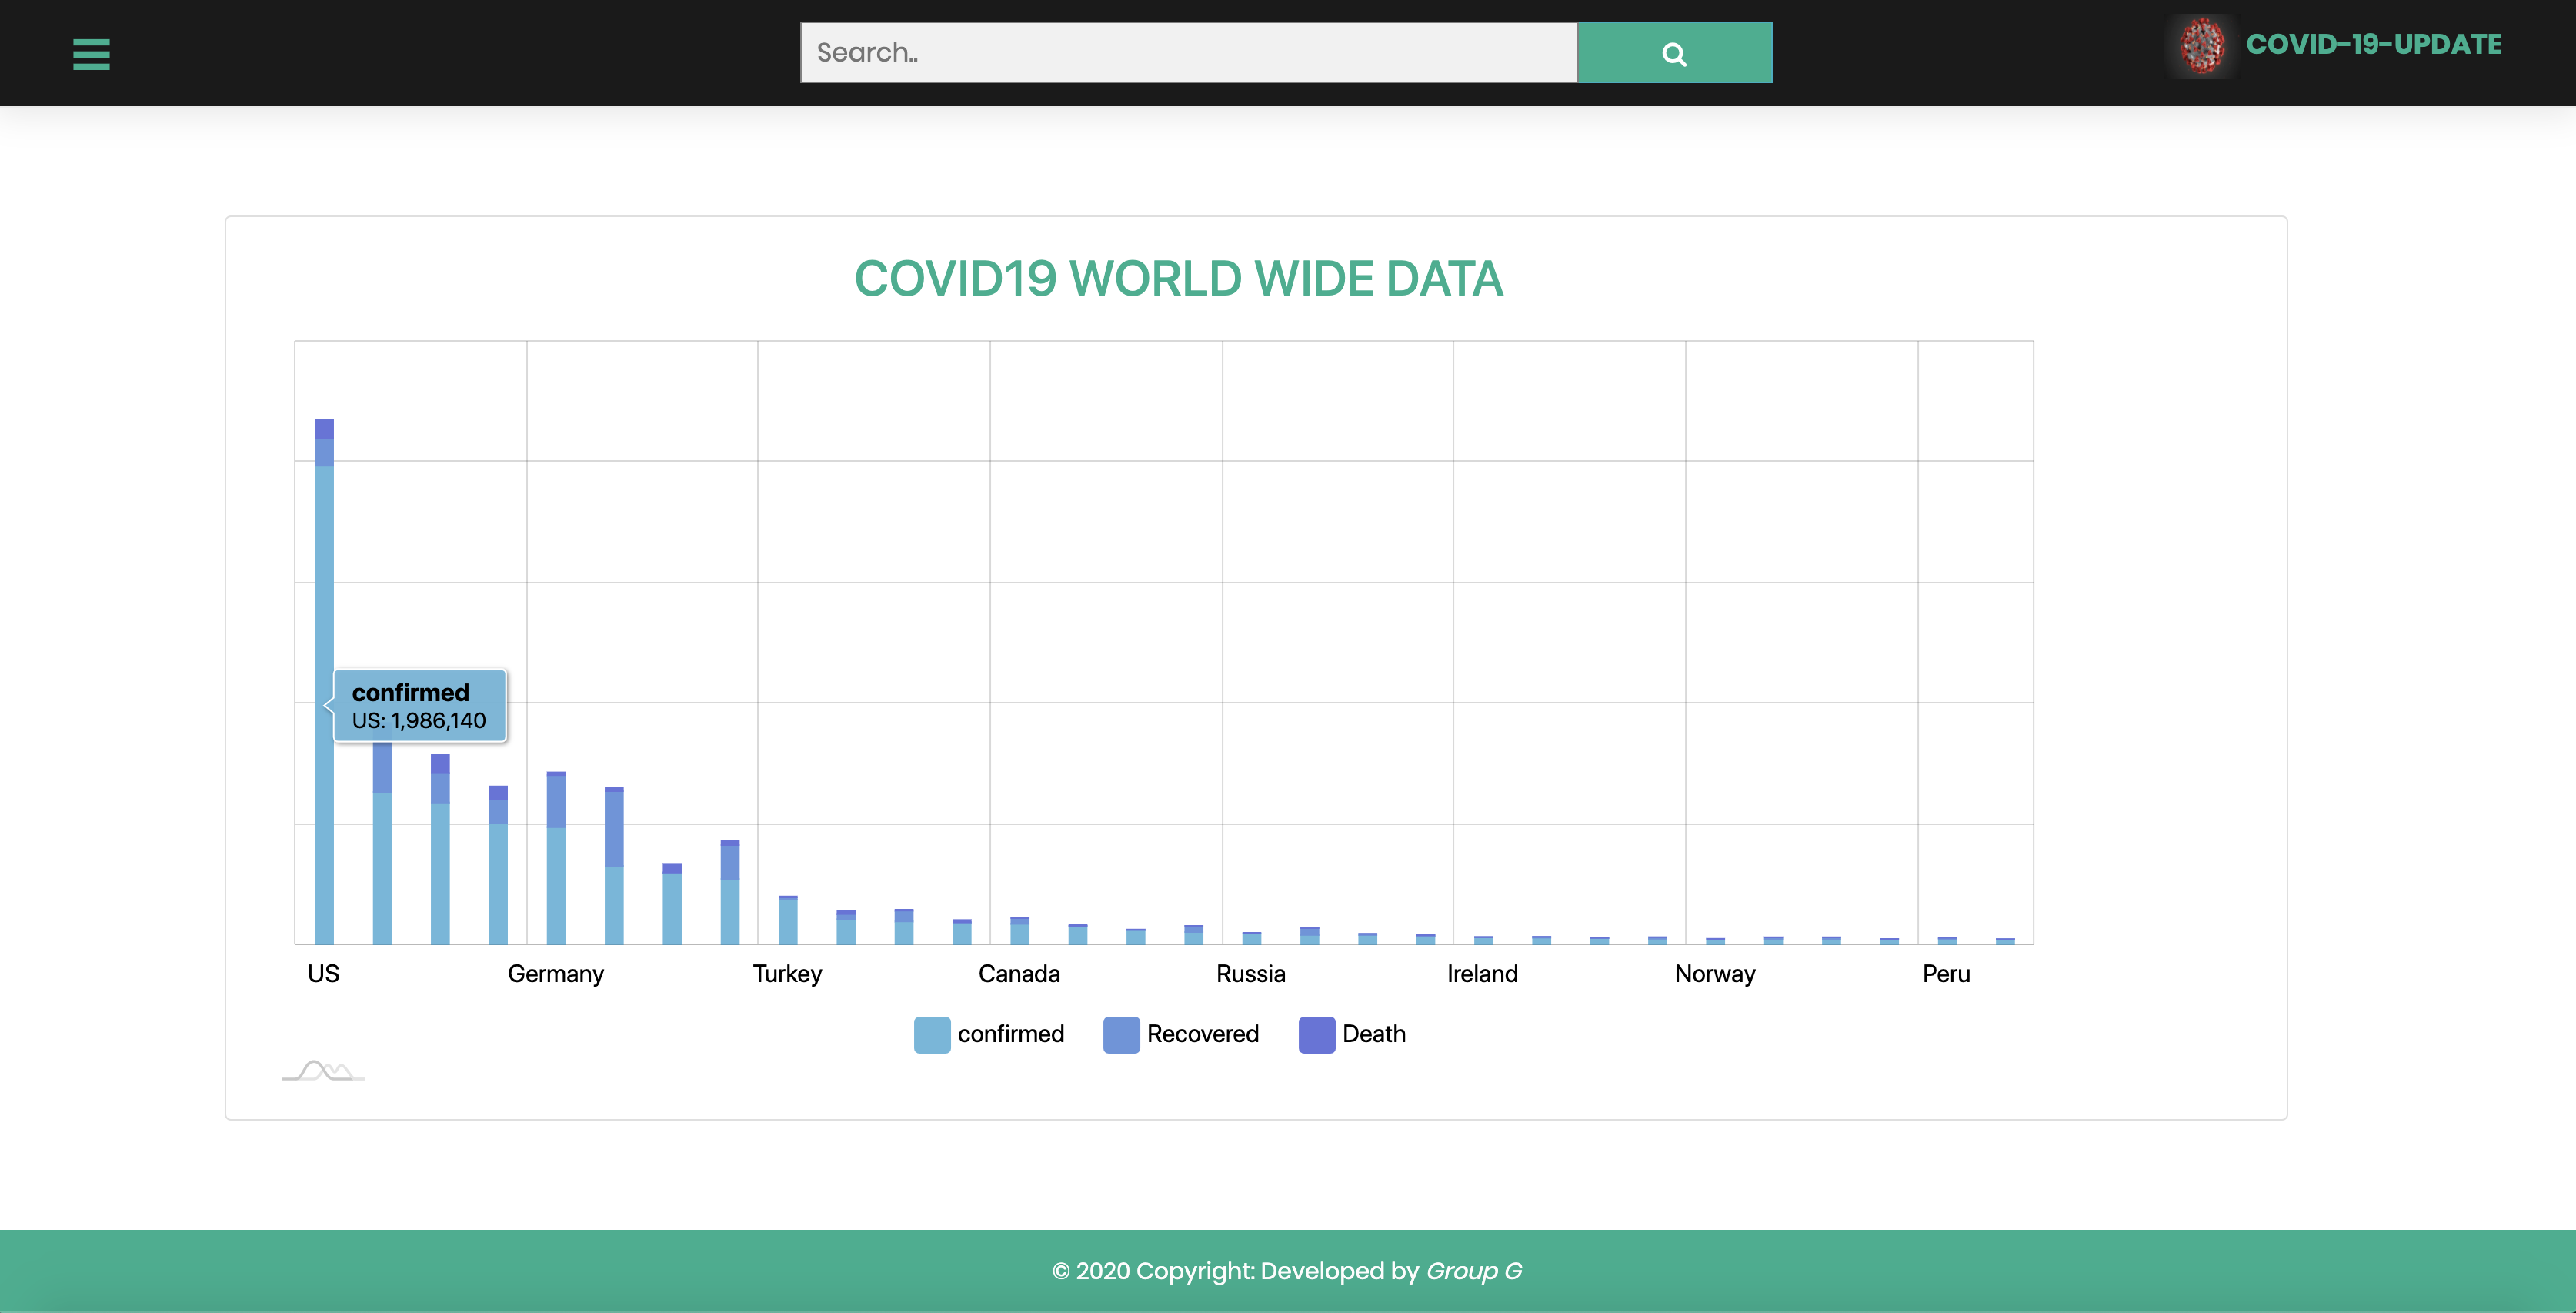 Search..
COVID-19-UPDATE
COVID19 WORLD WIDE DATA
confirmed
US: 1,986,140
US Germany Turkey Canada Russia Ireland Norway Peru
confirmed Recovered Death
© 2020 Copyright: Developed by Group G